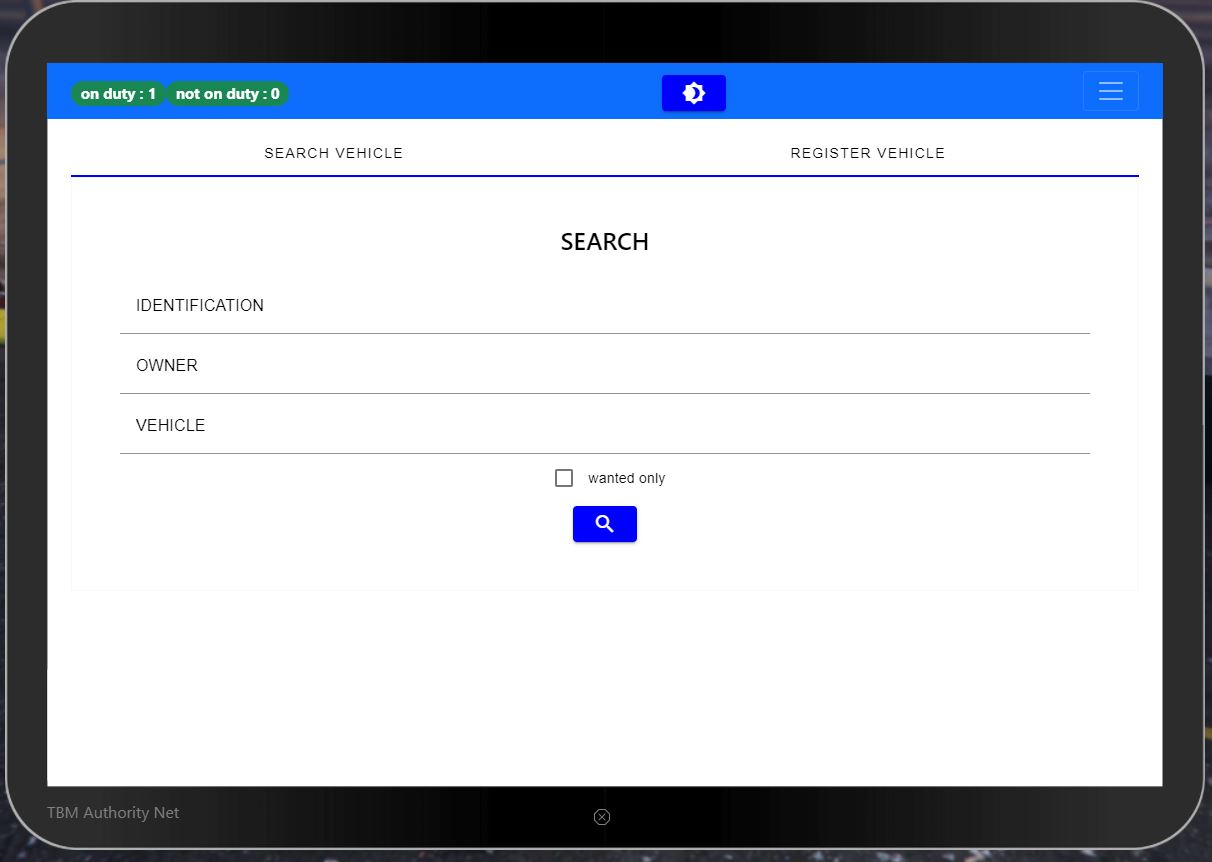 on duty : 1 not on duty : 0
SEARCH VEHICLE REGISTER VEHICLE
SEARCH
IDENTIFICATION
OWNER
VEHICLE
wanted only
TBM Authority Net